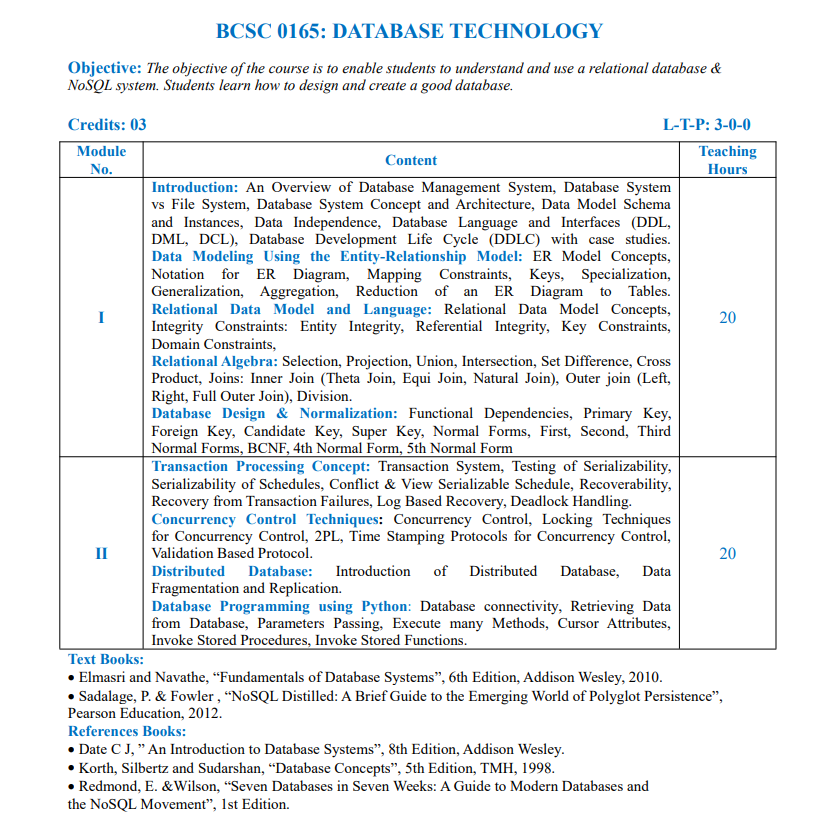 BCSC 0165: DATABASE TECHNOLOGY
Objective: The objective of the course is to enable students to understand and use a relational database &
NoSQL system. Students learn how to design and create a good database.
Credits: 03 L-T-P: 3-0-0
Module
No.
Content
Teaching
Hours
I
Introduction: An Overview of Database Management System, Database System
vs File System, Database System Concept and Architecture, Data Model Schema
and Instances, Data Independence, Database Language and Interfaces (DDL,
DML, DCL), Database Development Life Cycle (DDLC) with case studies.
Data Modeling Using the Entity-Relationship Model: ER Model Concepts,
Notation for ER Diagram, Mapping Constraints, Keys, Specialization,
Generalization, Aggregation, Reduction of an ER Diagram to Tables.
Relational Data Model and Language: Relational Data Model Concepts,
Integrity Constraints: Entity Integrity, Referential Integrity, Key Constraints,
Domain Constraints,
Relational Algebra: Selection, Projection, Union, Intersection, Set Difference, Cross
Product, Joins: Inner Join (Theta Join, Equi Join, Natural Join), Outer join (Left,
Right, Full Outer Join), Division.
Database Design & Normalization: Functional Dependencies, Primary Key,
Foreign Key, Candidate Key, Super Key, Normal Forms, First, Second, Third
Normal Forms, BCNF, 4th Normal Form, 5th Normal Form
20
II
Transaction Processing Concept: Transaction System, Testing of Serializability,
Serializability of Schedules, Conflict & View Serializable Schedule, Recoverability,
Recovery from Transaction Failures, Log Based Recovery, Deadlock Handling.
Concurrency Control Techniques: Concurrency Control, Locking Techniques
for Concurrency Control, 2PL, Time Stamping Protocols for Concurrency Control,
Validation Based Protocol.
Distributed Database: Introduction of Distributed Database, Data
Fragmentation and Replication.
Database Programming using Python: Database connectivity, Retrieving Data
from Database, Parameters Passing, Execute many Methods, Cursor Attributes,
Invoke Stored Procedures, Invoke Stored Functions.
20
Text Books:
• Elmasri and Navathe, “Fundamentals of Database Systems”, 6th Edition, Addison Wesley, 2010.
• Sadalage, P. & Fowler , “NoSQL Distilled: A Brief Guide to the Emerging World of Polyglot Persistence”,
Pearson Education, 2012.
References Books:
• Date C J, ” An Introduction to Database Systems”, 8th Edition, Addison Wesley.
• Korth, Silbertz and Sudarshan, “Database Concepts”, 5th Edition, TMH, 1998.
• Redmond, E. &Wilson, “Seven Databases in Seven Weeks: A Guide to Modern Databases and
the NoSQL Movement”, 1st Edition.